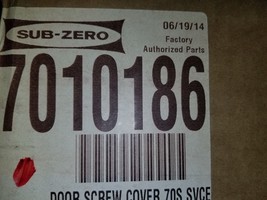 SUB-ZERO
06/19/14
Factory
Authorized Parts
7010186
DOOR SCREW COVER 70S SVCE